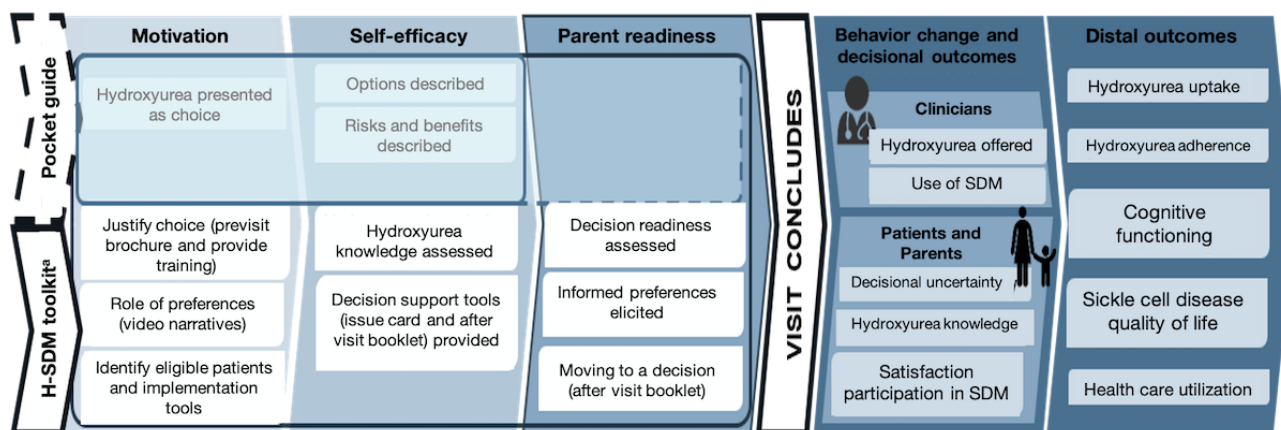 Pocket guide
H-SDM toolkitª
Motivation
Hydroxyurea presented
as choice
Justify choice (previsit
brochure and provide
training)
Role of preferences
(video narratives)
Identify eligible patients
and implementation
tools
Self-efficacy
Options described
Risks and benefits
described
Hydroxyurea
knowledge assessed
Decision support tools
(issue card and after
visit booklet) provided
Parent readiness
Decision readiness
assessed
Informed preferences
elicited
Moving to a decision
(after visit booklet)
VISIT CONCLUDES
Behavior change and
decisional outcomes
Clinicians
Hydroxyurea offered
Use of SDM
Patients and
Parents
Decisional uncertainty
Hydroxyurea knowledge
Satisfaction
participation in SDM
Distal outcomes
Hydroxyurea uptake
Hydroxyurea adherence
Cognitive
functioning
Sickle cell disease
quality of life
Health care utilization